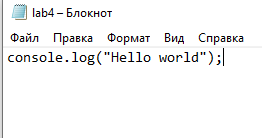 lab4 – Блокнот
Файл Правка Формат Вид Справка
console.log("Hello world");